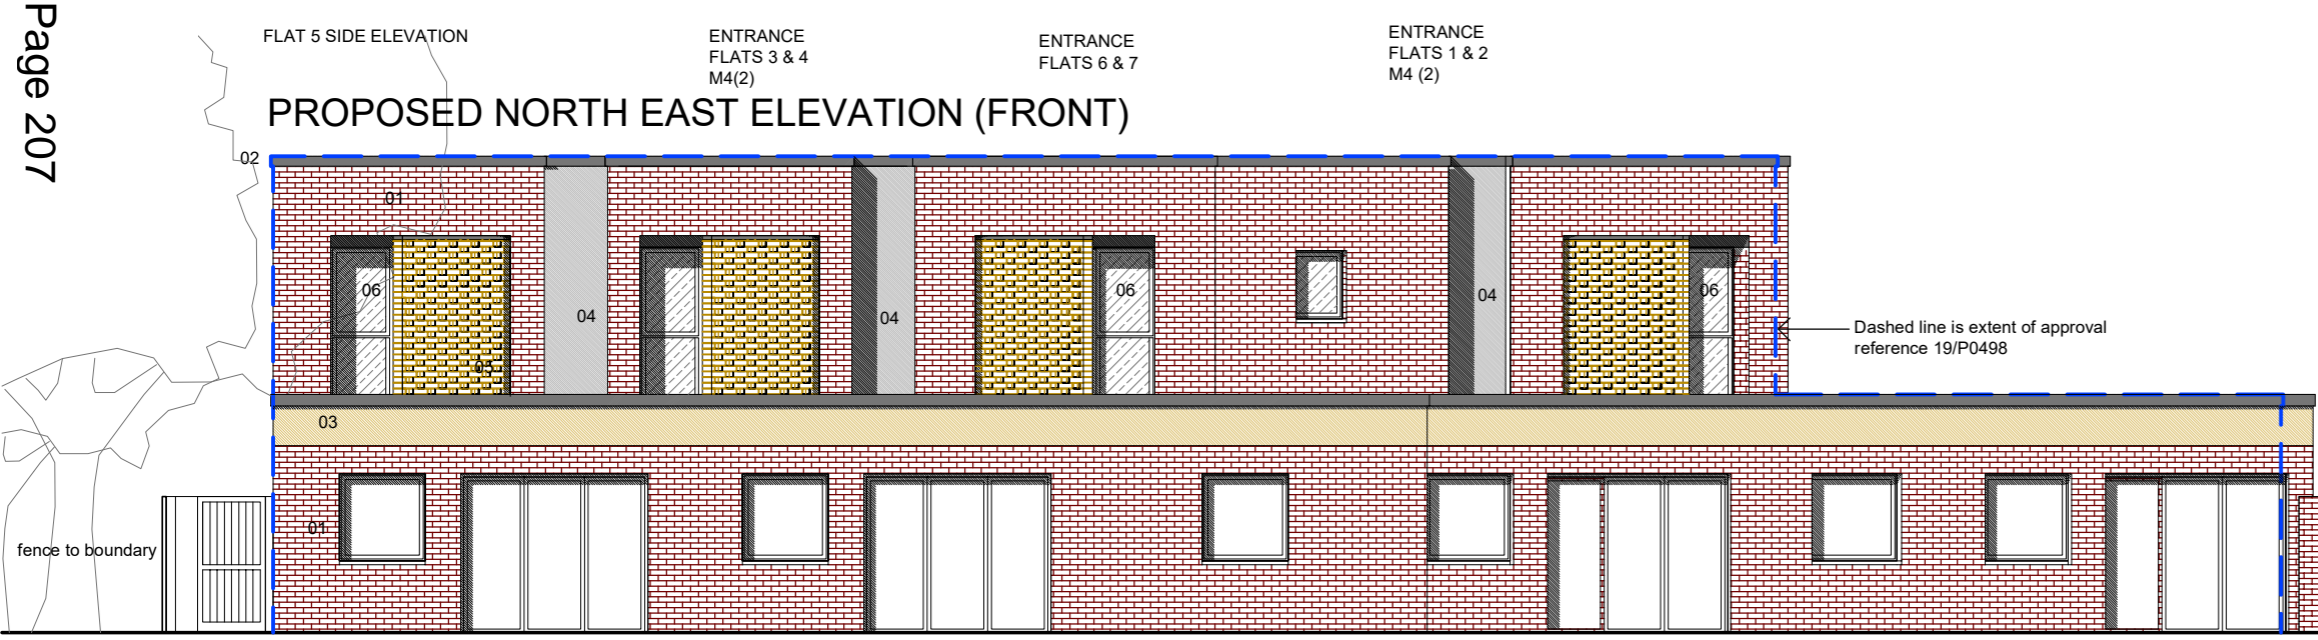 Page 207
FLAT 5 SIDE ELEVATION
ENTRANCE
FLATS 3 & 4
M4(2)
ENTRANCE
FLATS 6 & 7
ENTRANCE
FLATS 1 & 2
M4 (2)
PROPOSED NORTH EAST ELEVATION (FRONT)
02
01
06
05
04
04
06
04
06
Dashed line is extent of approval
reference 19/P0498
03
01
fence to boundary